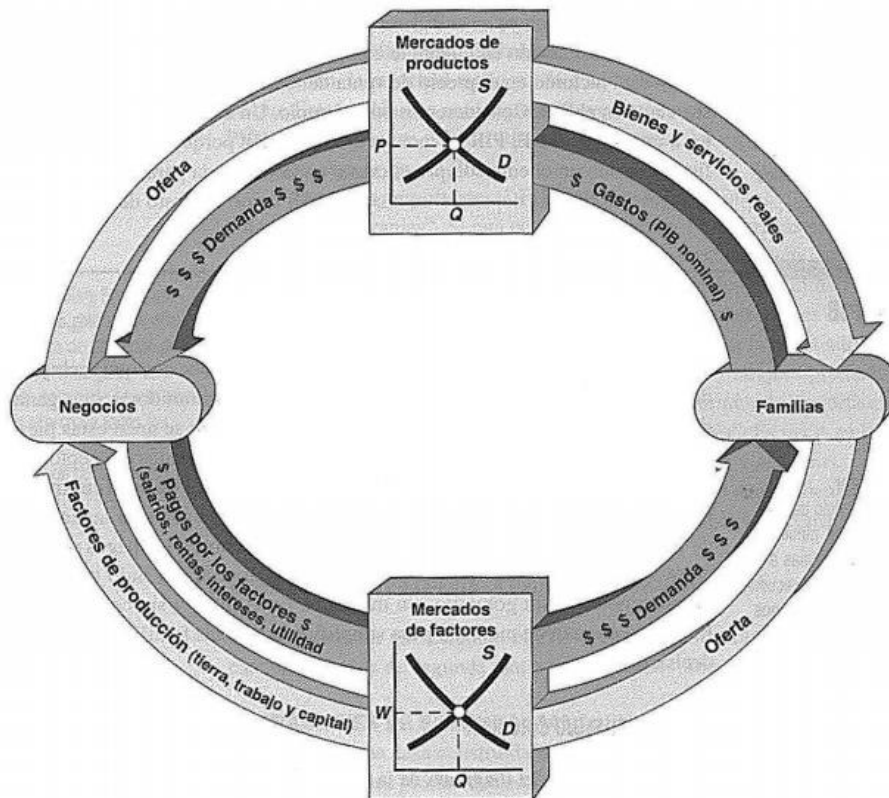 Mercados de
productos
S
P
D
Q
Oferta
$ $ $ Demanda $ $ $
$ Gastos (PIB nominal) $
Bienes y servicios reales
Negocios
Familias
Factores de producción (tierra, trabajo y capital)
$ Pagos por los factores $
(salarios, rentas, intereses, utilidad
$ $ $ Demanda $ $ $
Oferta
Mercados
de factores
S
W
D
Q